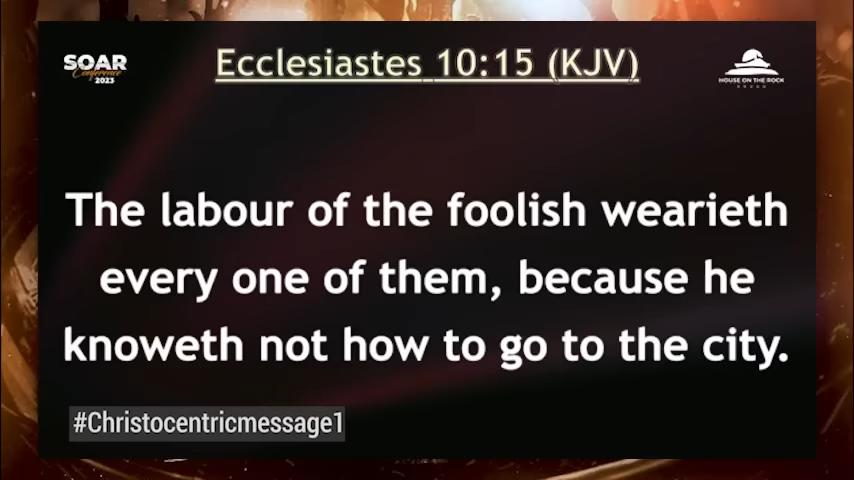 SOAR
Conference
2023
Ecclesiastes 10:15 (KJV)
HOUSE ON THE ROCK
The labour of the foolish wearieth
every one of them, because he
knoweth not how to go to the city.
#Christocentricmessage1